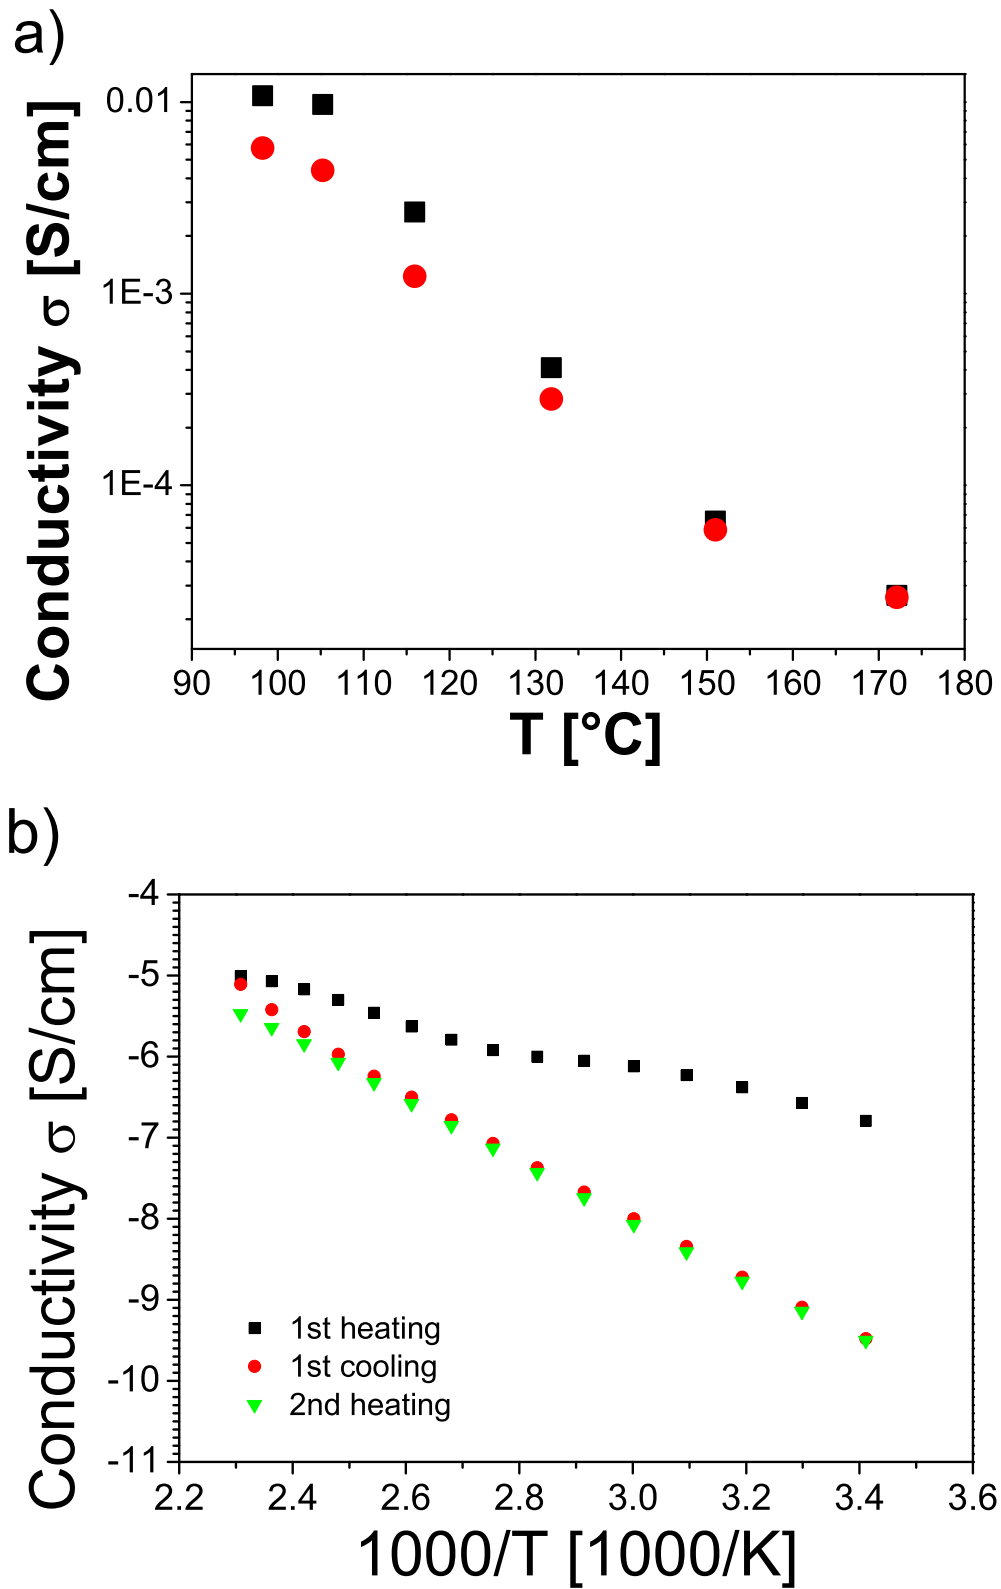 a)
Conductivity σ [S/cm]
0.01
1E-3
1E-4
90 100 110 120 130 140 150 160 170 180
T [°C]
b)
Conductivity σ [S/cm]
-4
-5
-6
-7
-8
-9
-10
-11
1st heating
1st cooling
2nd heating
2.2 2.4 2.6 2.8 3.0 3.2 3.4 3.6
1000/T [1000/K]